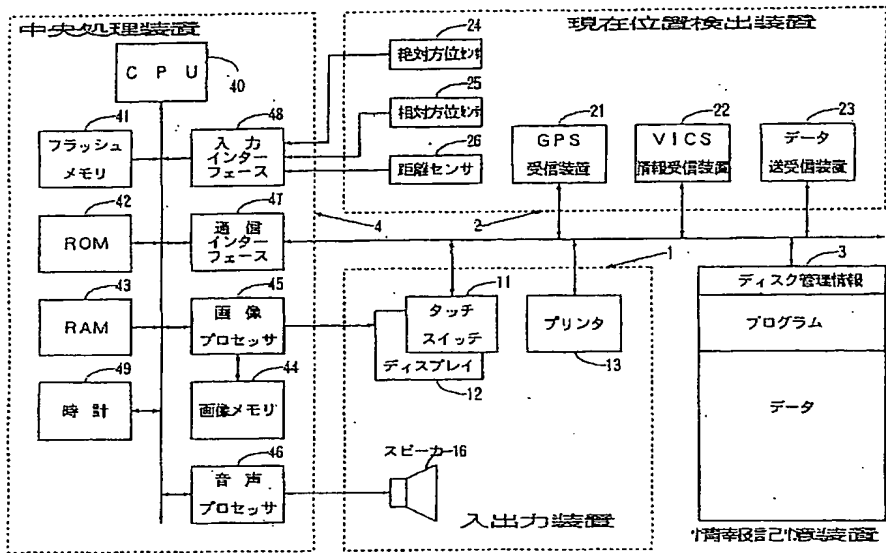 中央処理装置
CPU
40
41
フラッシュ
メモリ
42
ROM
43
RAM
49
時計
48
入力
インター
フェース
47
通信
インター
フェース
45
画像
プロセッサ
44
画像メモリ
46
音声
プロセッサ
4
現在位置検出装置
24
絶対方位センサ
25
相対方位センサ
26
距離センサ
21
GPS
受信装置
22
VICS
情報受信装置
23
データ
送受信装置
2
1
11
タッチ
スイッチ
ディスプレイ
12
プリンタ
13
スピーカ
16
入出力装置
3
ディスク管理情報
プログラム
データ
情報記憶装置